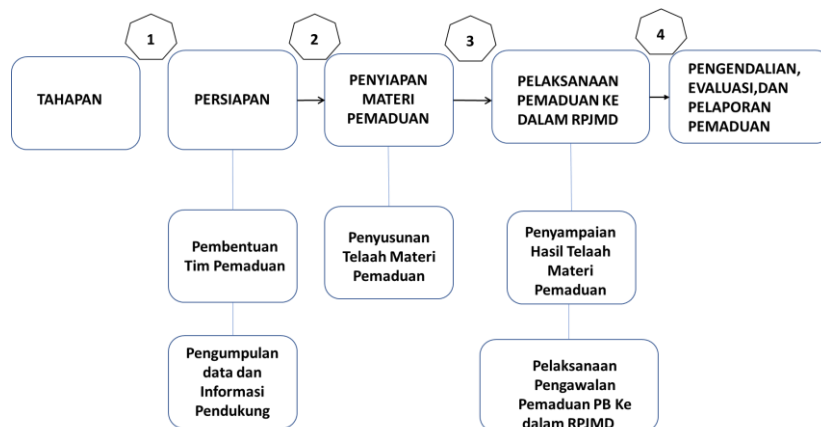 1
2
3
4
TAHAPAN
PERSIAPAN
PENYIAPAN
MATERI
PEMADUAN
PELAKSANAAN
PEMADUAN KE
DALAM RPJMD
PENGENDALIAN,
EVALUASI,DAN
PELAPORAN
PEMADUAN
Pembentuan
Tim Pemaduan
Penyusunan
Telaah Materi
Pemaduan
Penyampaian
Hasil Telaah
Materi
Pemaduan
Pengumpulan
data dan
Informasi
Pendukung
Pelaksanaan
Pengawalan
Pemaduan PB Ke
dalam RPJMD